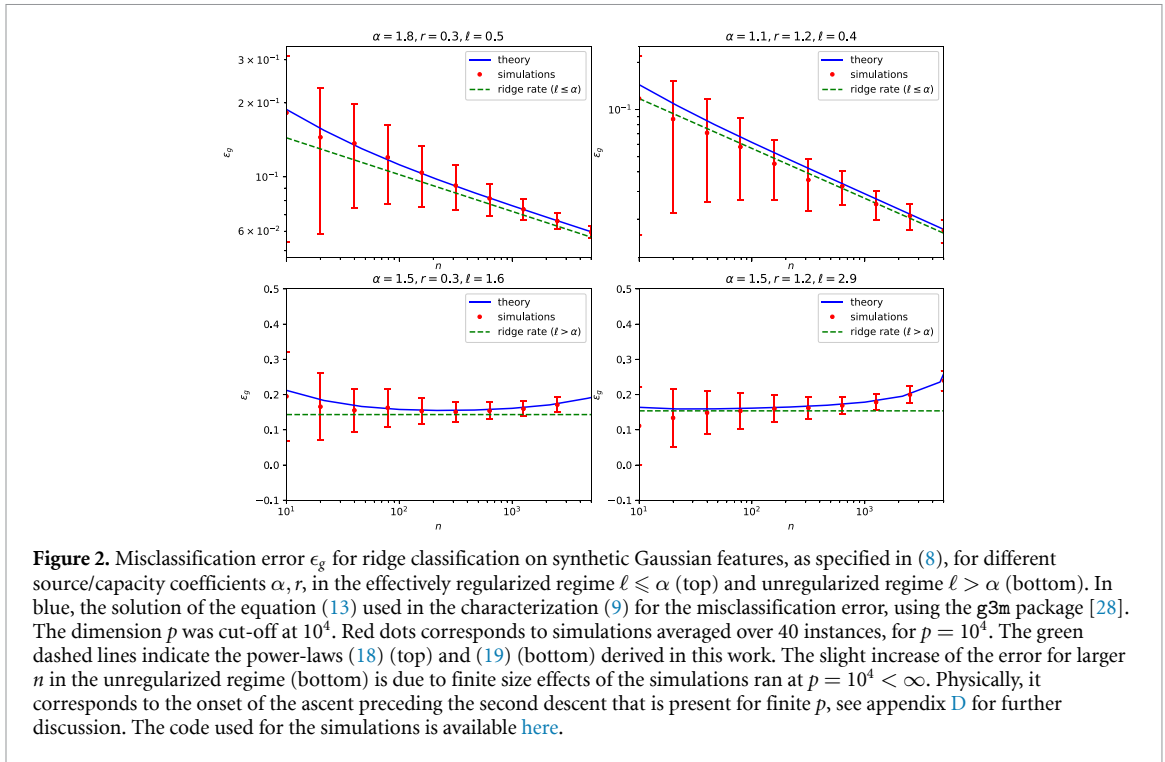 α = 1.8, r = 0.3, ℓ = 0.5
3 × 10⁻¹
2 × 10⁻¹
10⁻¹
6 × 10⁻²
ε_g
n
theory
simulations
ridge rate (ℓ ≤ α)
α = 1.1, r = 1.2, ℓ = 0.4
10⁻¹
ε_g
n
theory
simulations
ridge rate (ℓ ≤ α)
α = 1.5, r = 0.3, ℓ = 1.6
0.5
0.4
0.3
0.2
0.1
0.0
−0.1
ε_g
10¹ 10² 10³
n
theory
simulations
ridge rate (ℓ > α)
α = 1.5, r = 1.2, ℓ = 2.9
0.5
0.4
0.3
0.2
0.1
0.0
−0.1
ε_g
10¹ 10² 10³
n
theory
simulations
ridge rate (ℓ > α)
Figure 2. Misclassification error ϵ_g for ridge classification on synthetic Gaussian features, as specified in (8), for different
source/capacity coefficients α, r, in the effectively regularized regime ℓ ⩽ α (top) and unregularized regime ℓ > α (bottom). In
blue, the solution of the equation (13) used in the characterization (9) for the misclassification error, using the g3m package [28].
The dimension p was cut-off at 10⁴. Red dots corresponds to simulations averaged over 40 instances, for p = 10⁴. The green
dashed lines indicate the power-laws (18) (top) and (19) (bottom) derived in this work. The slight increase of the error for larger
n in the unregularized regime (bottom) is due to finite size effects of the simulations ran at p = 10⁴ < ∞. Physically, it
corresponds to the onset of the ascent preceding the second descent that is present for finite p, see appendix D for further
discussion. The code used for the simulations is available here.